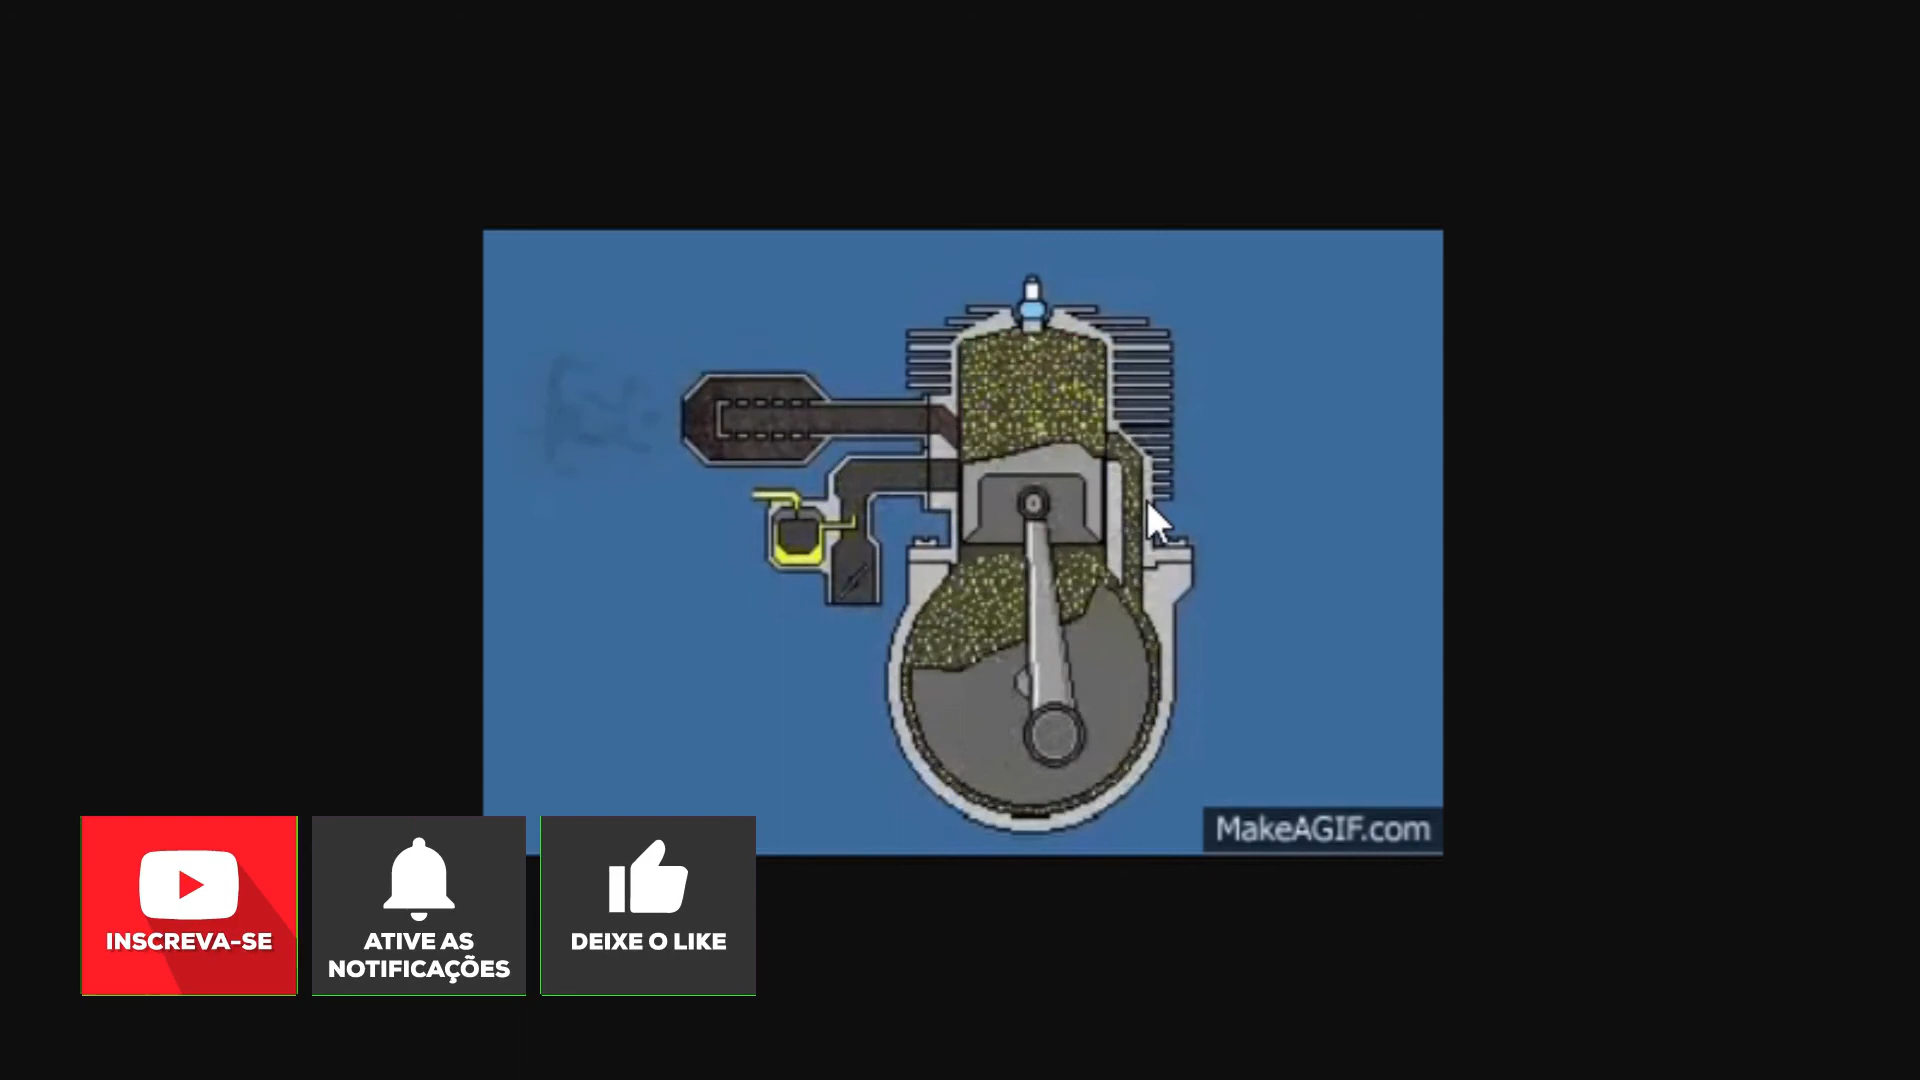 MakeAGIF.com
INSCREVA-SE
ATIVE AS
NOTIFICAÇÕES
DEIXE O LIKE